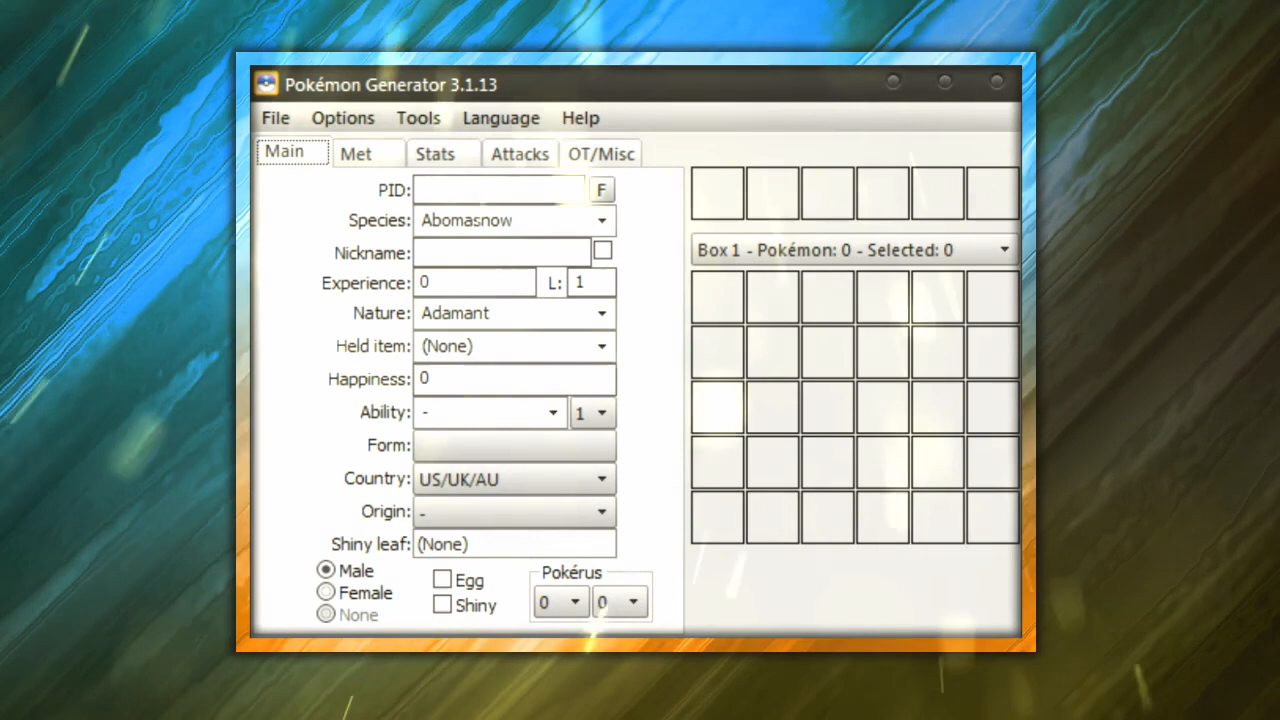 Pokémon Generator 3.1.13
File Options Tools Language Help
Main Met Stats Attacks OT/Misc
PID: F
Species: Abomasnow
Nickname:
Box 1 - Pokémon: 0 - Selected: 0
Experience: 0 L: 1
Nature: Adamant
Held item: (None)
Happiness: 0
Ability: - 1
Form:
Country: US/UK/AU
Origin: -
Shiny leaf: (None)
Male
Female
None
Egg
Shiny
Pokérus
0 0